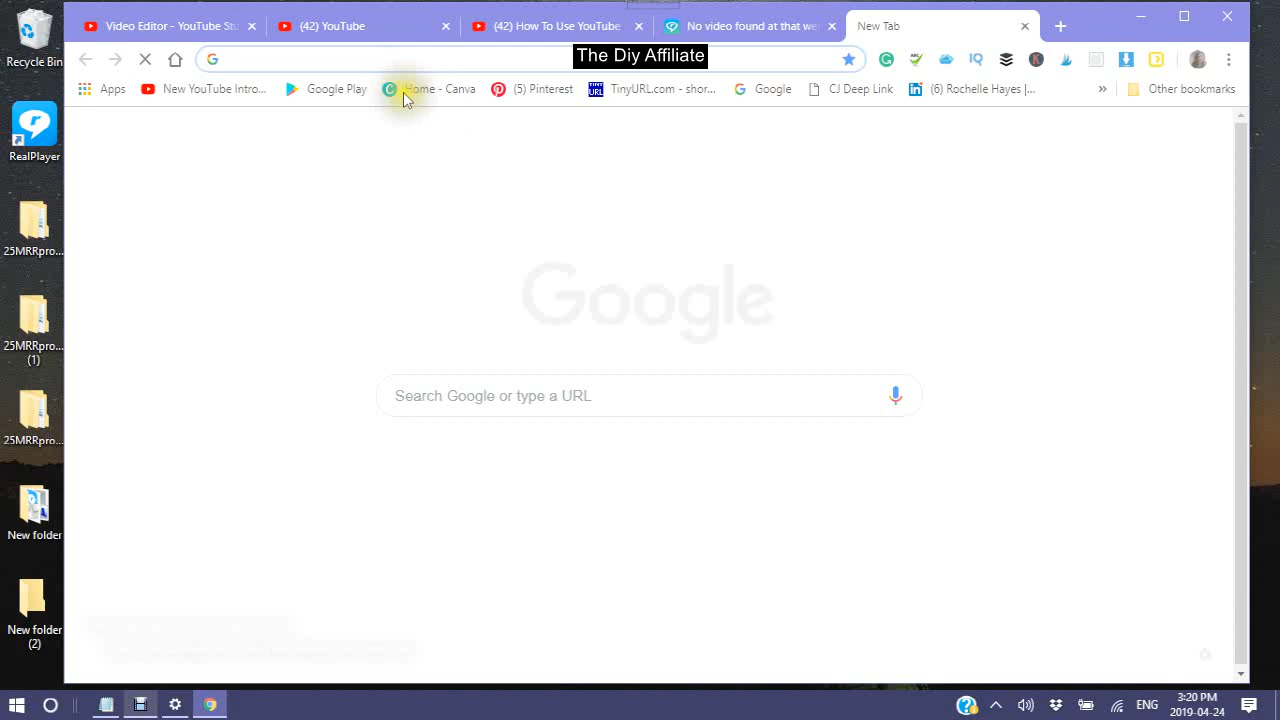 Recycle Bin
RealPlayer
25MRRpro...
25MRRpro...
(1)
25MRRpro...
New folder
New folder
(2)
Video Editor - YouTube Stu
(42) YouTube
(42) How To Use YouTube
No video found at that we
New Tab
The Diy Affiliate
Apps
New YouTube Intro...
Google Play
Home - Canva
(5) Pinterest
TinyURL.com - shor...
Google
CJ Deep Link
(6) Rochelle Hayes |...
Other bookmarks
Google
Search Google or type a URL
ENG
3:20 PM
2019-04-24